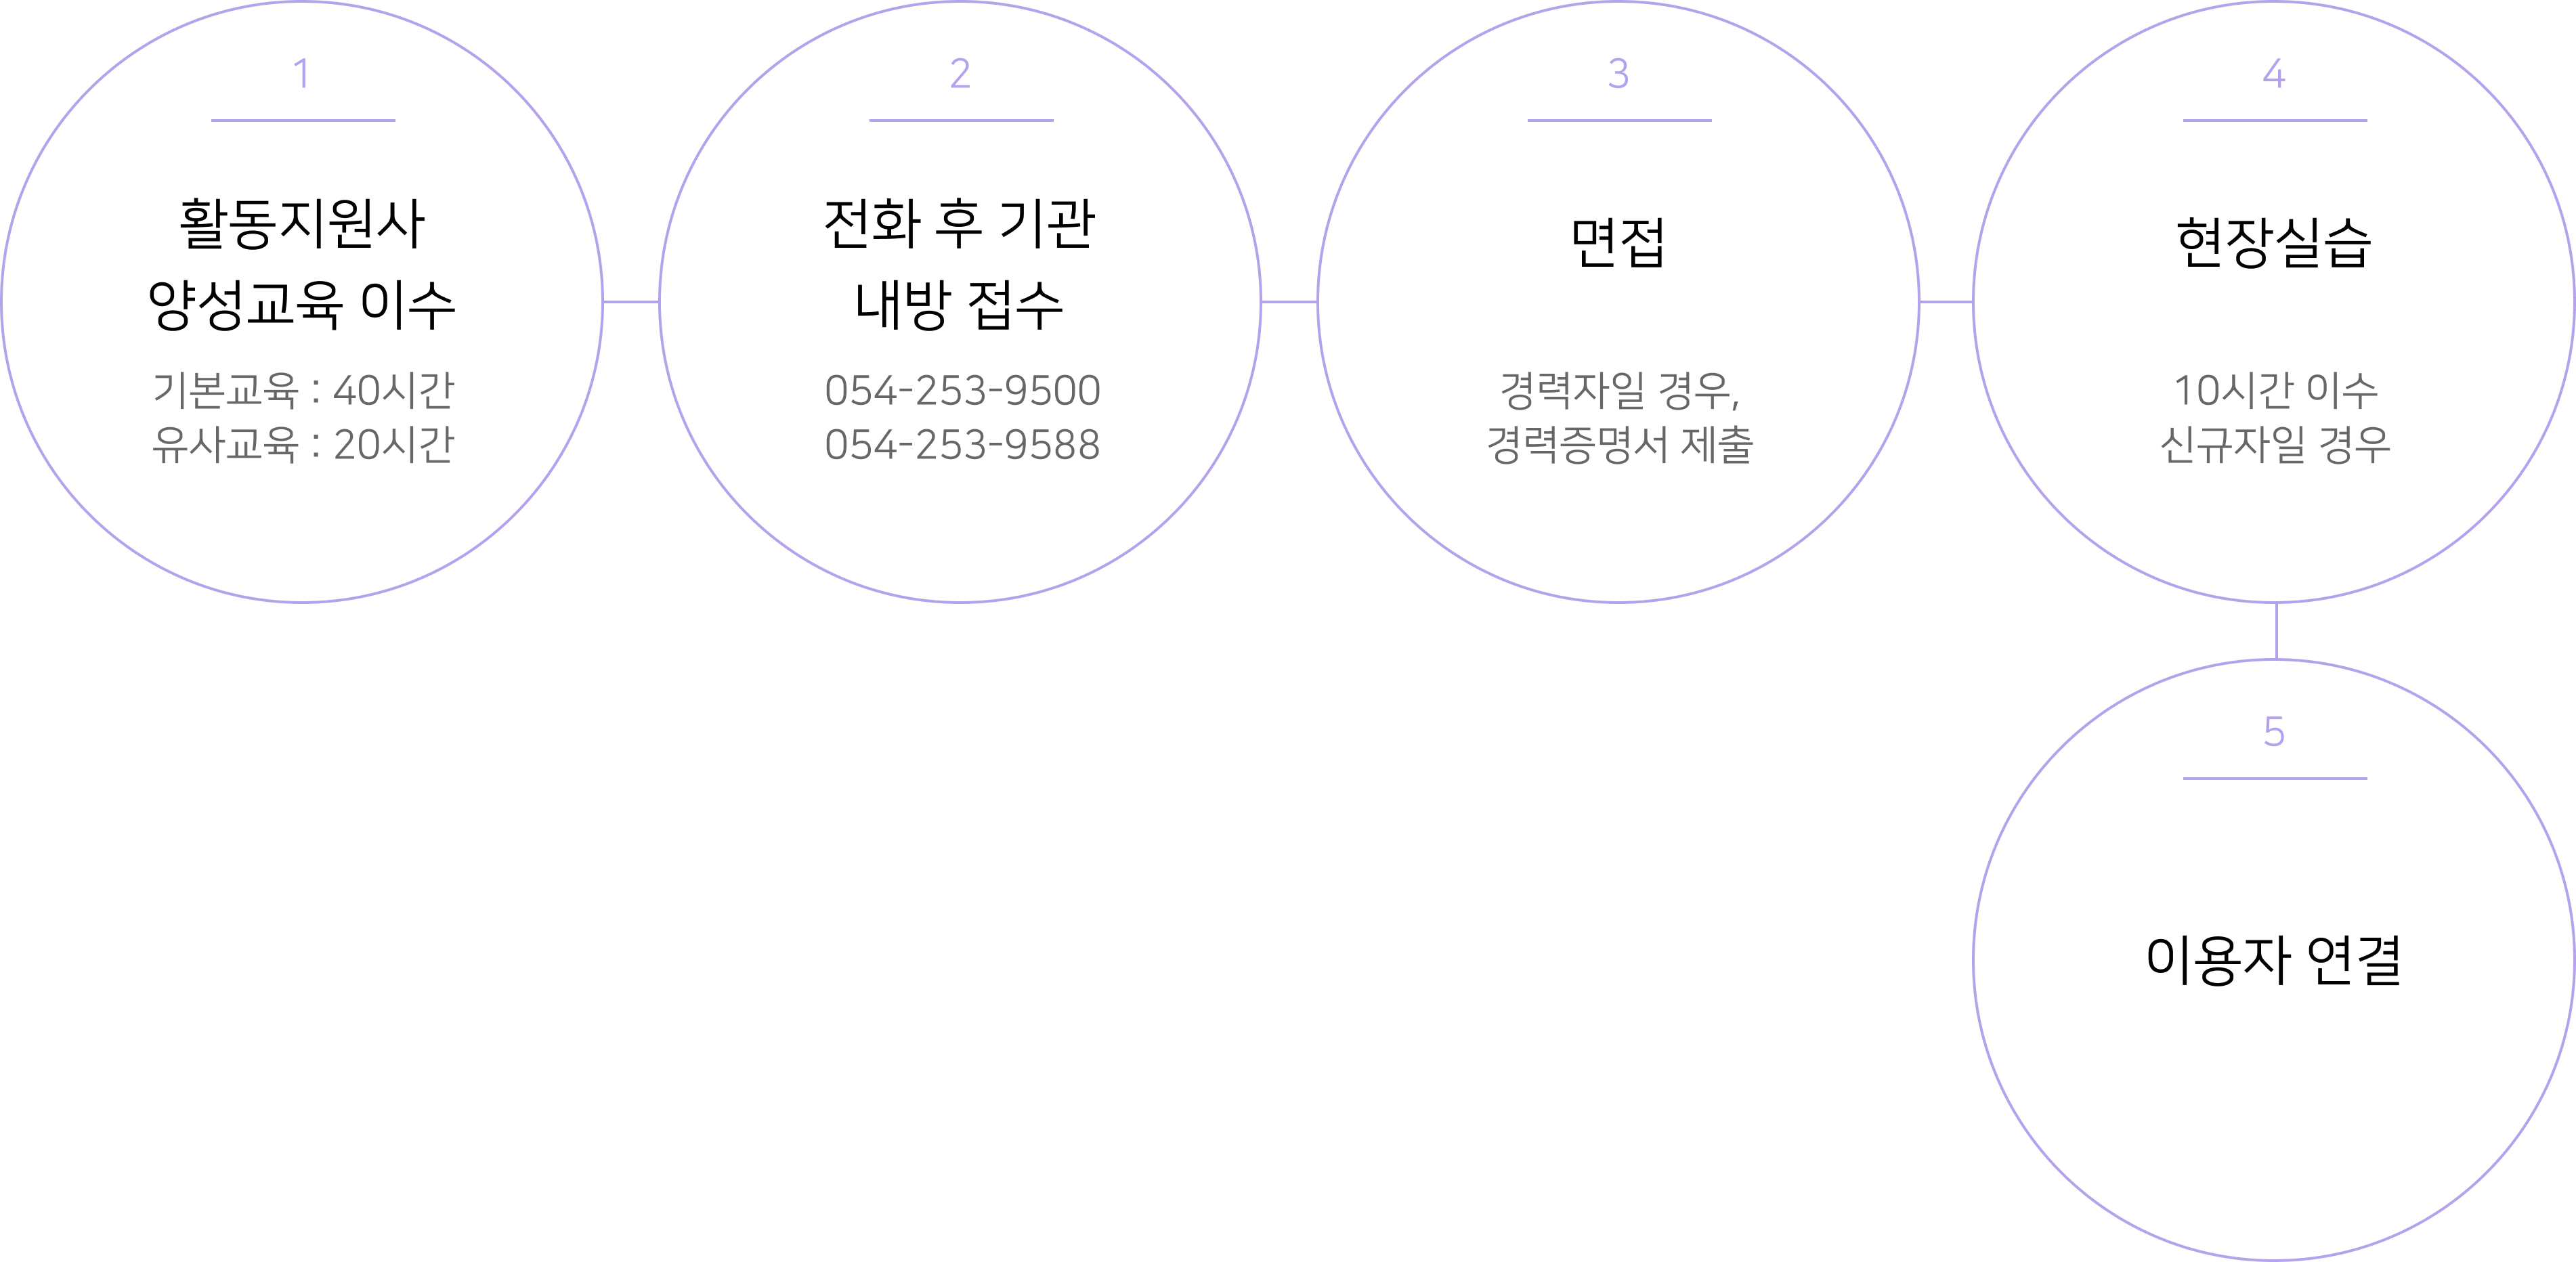 1
활동지원사
양성교육 이수
기본교육 : 40시간
유사교육 : 20시간
2
전화 후 기관
내방 접수
054-253-9500
054-253-9588
3
면접
경력자일 경우,
경력증명서 제출
4
현장실습
10시간 이수
신규자일 경우
5
이용자 연결